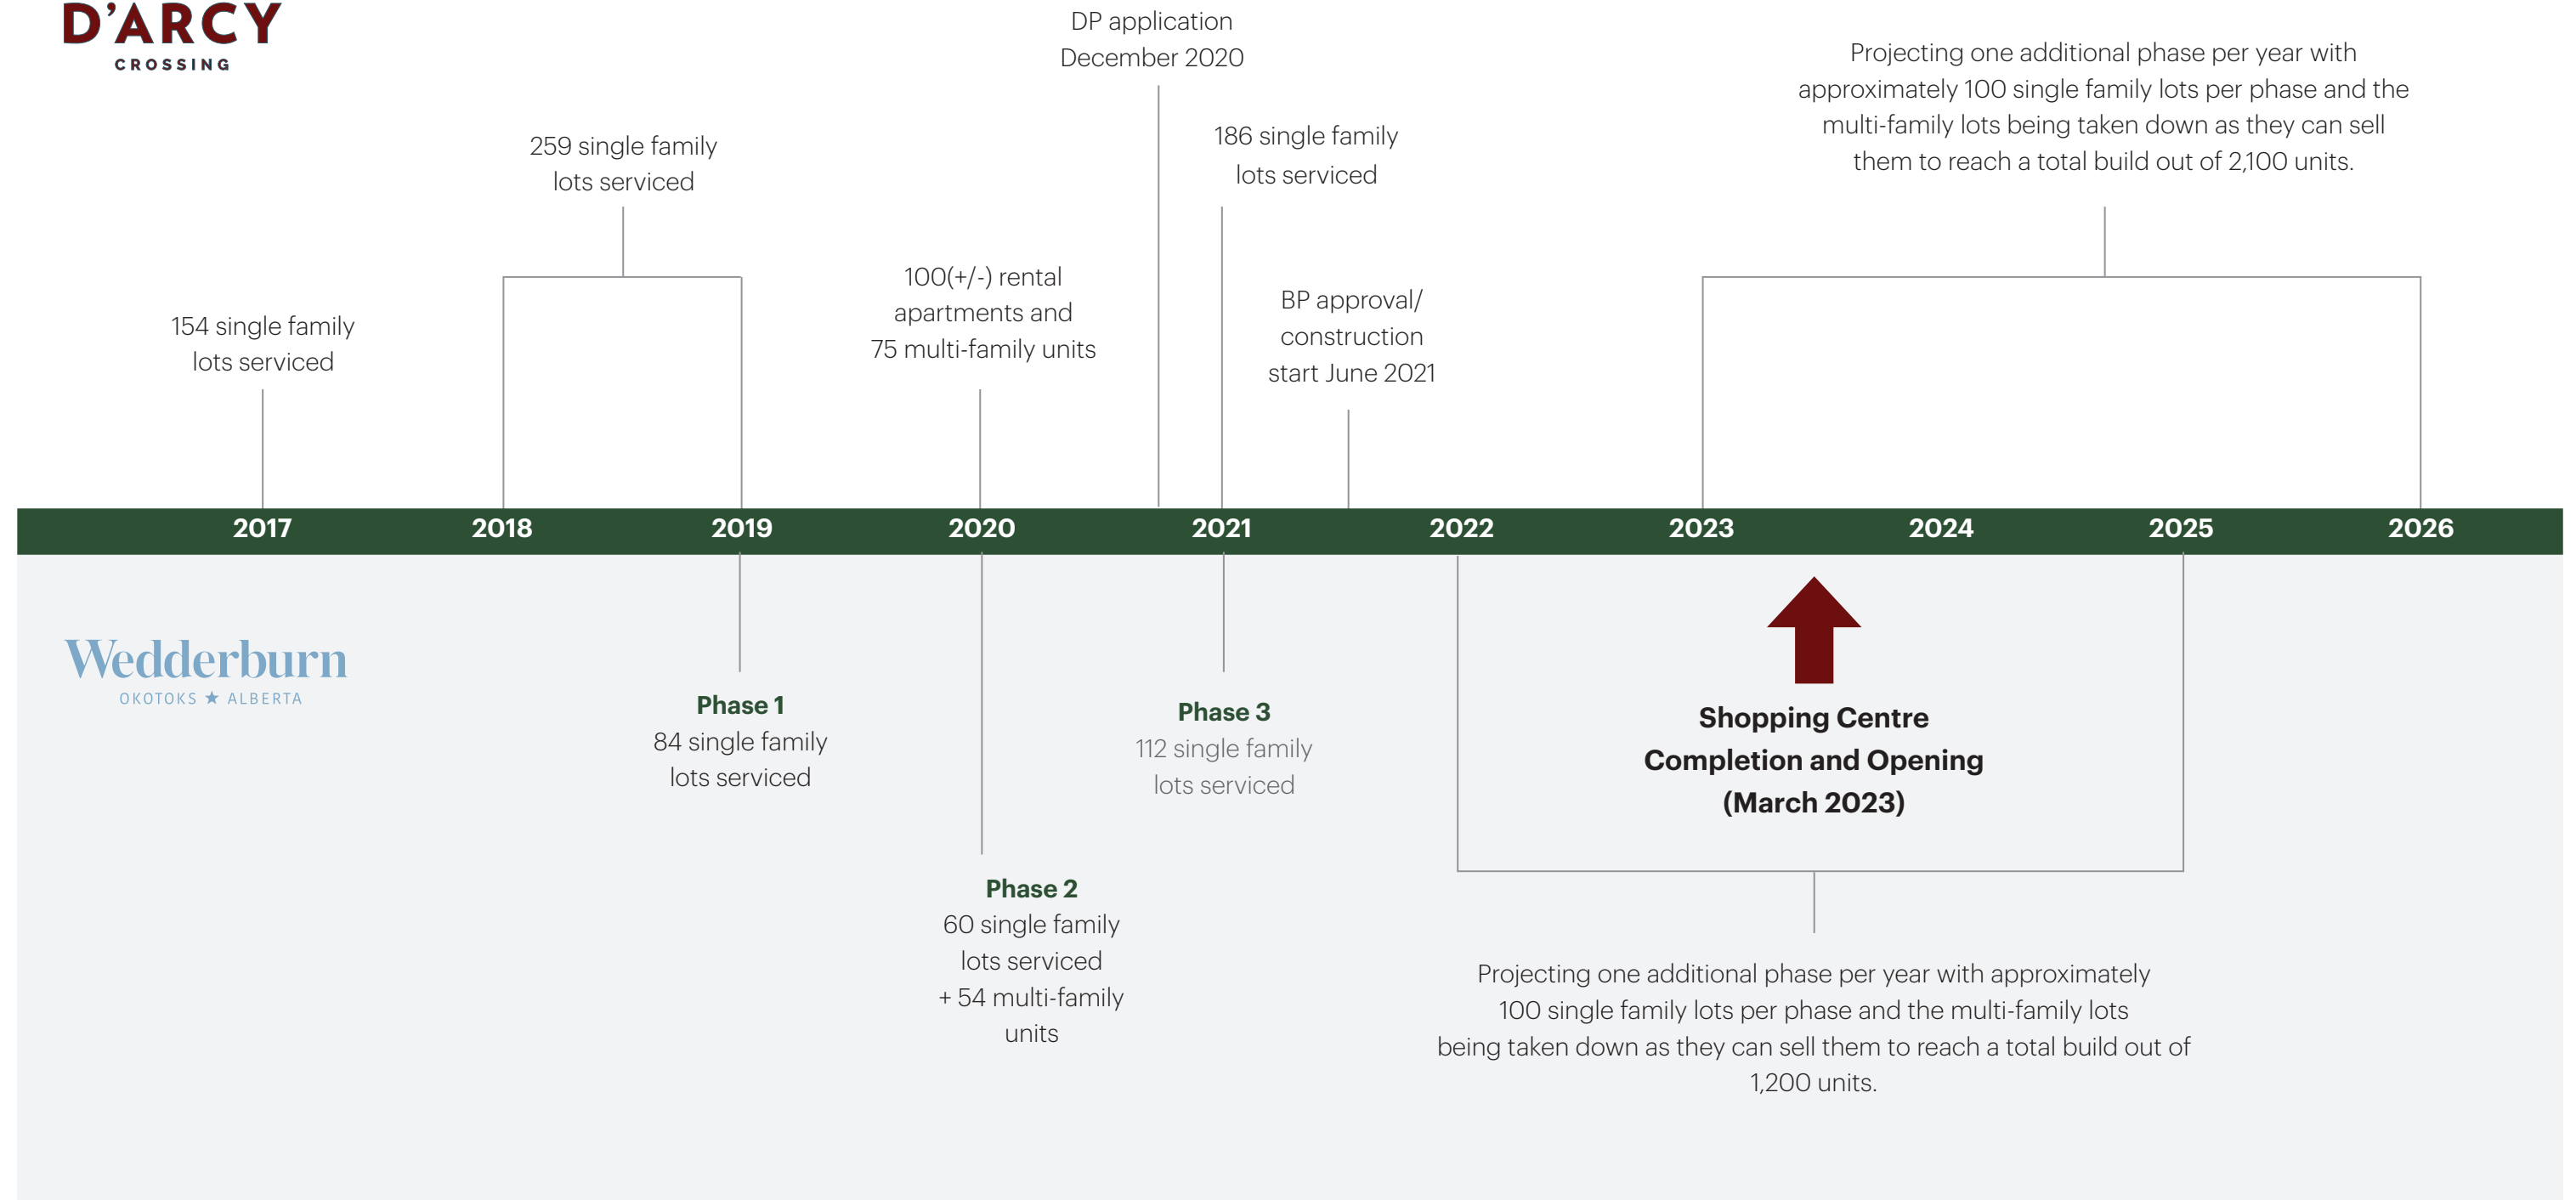 D'ARCY
CROSSING
DP application
December 2020
Projecting one additional phase per year with
approximately 100 single family lots per phase and the
multi-family lots being taken down as they can sell
them to reach a total build out of 2,100 units.
259 single family
lots serviced
186 single family
lots serviced
154 single family
lots serviced
100(+/-) rental
apartments and
75 multi-family units
BP approval/
construction
start June 2021
2017 2018 2019 2020 2021 2022 2023 2024 2025 2026
Wedderburn
OKOTOKS ★ ALBERTA
Phase 1
84 single family
lots serviced
Phase 2
60 single family
lots serviced
+ 54 multi-family
units
Phase 3
112 single family
lots serviced
Shopping Centre
Completion and Opening
(March 2023)
Projecting one additional phase per year with approximately
100 single family lots per phase and the multi-family lots
being taken down as they can sell them to reach a total build out of
1,200 units.